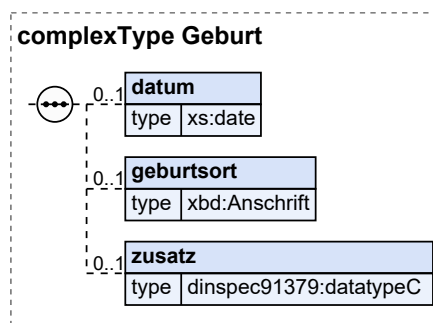 complexType Geburt
0..1 datum
type xs:date
0..1 geburtsort
type xbd:Anschrift
0..1 zusatz
type dinspec91379:datatypeC